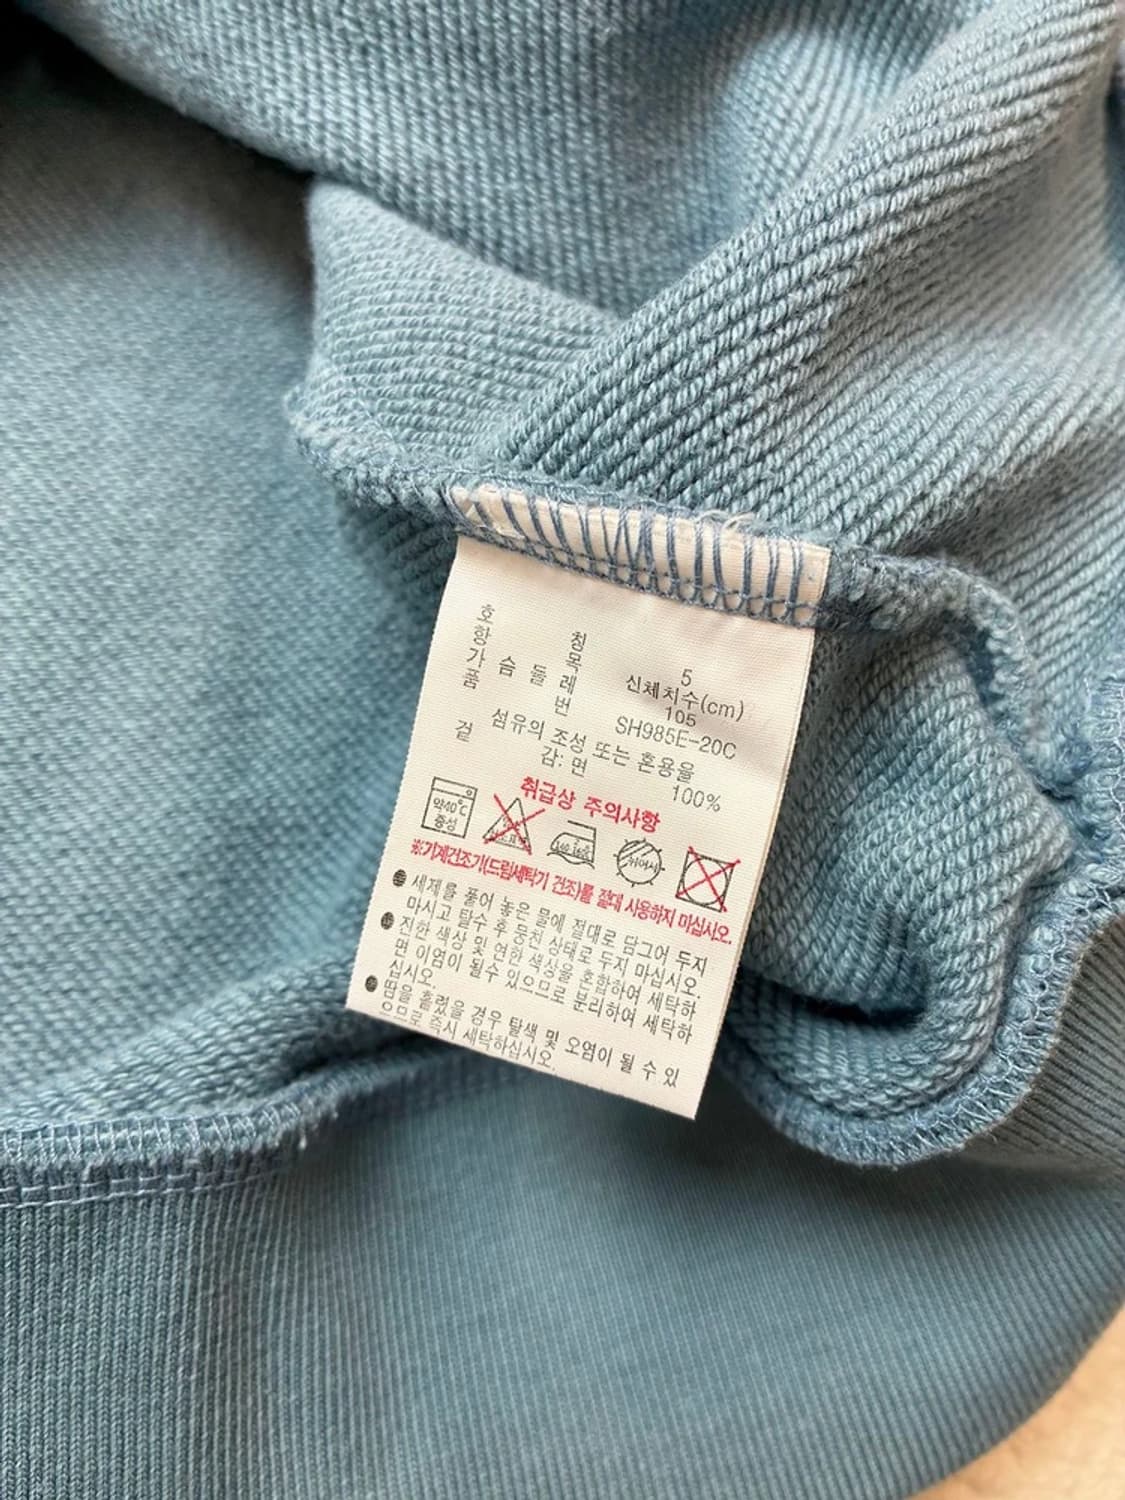 호칭 5
항목 신체치수(cm)
가슴둘레 105
품번 SH985E-20C
섬유의 조성 또는 혼용율
겉감: 면 100%
취급상 주의사항
약40℃
중성
뉘어서
※기계건조기(드럼세탁기 건조)를 절대 사용하지 마십시오.
● 세제를 풀어 놓은 물에 절대로 담그어 두지
마시고 탈수 후 뭉친 상태로 두지 마십시오.
● 진한 색상 및 연한 색상을 혼합하여 세탁하
면 이염이 될 수 있으므로 분리하여 세탁하
십시오.
● 땀을 흘렸을 경우 탈색 및 오염이 될 수 있
으므로 즉시 세탁하십시오.